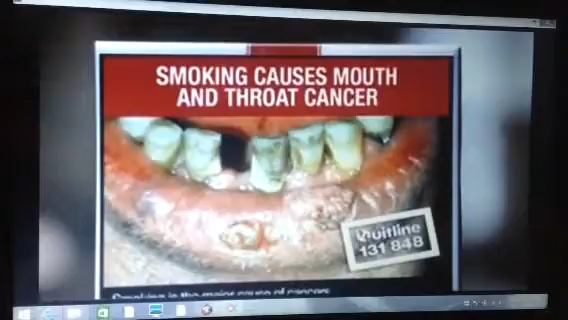 SMOKING CAUSES MOUTH
AND THROAT CANCER
Quitline
131 848
Smoking is the major cause of cancers